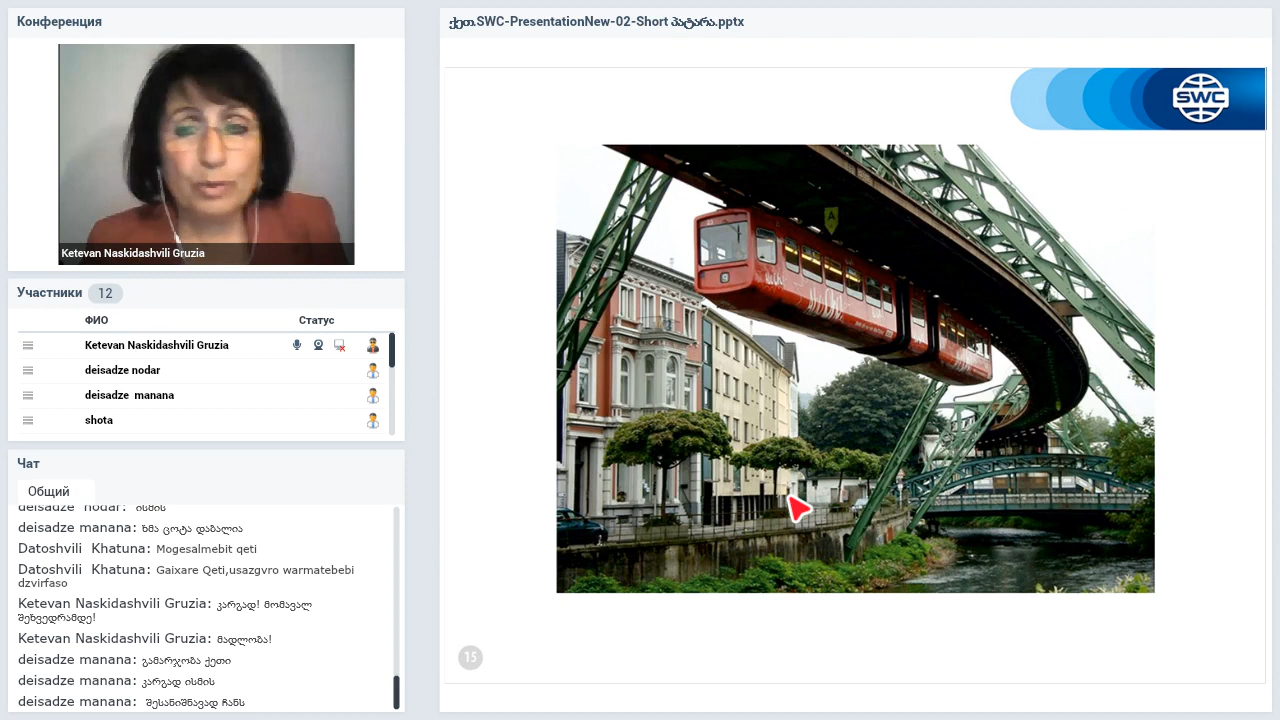 Конференция
Ketevan Naskidashvili Gruzia
Участники 12
ФИО Статус
Ketevan Naskidashvili Gruzia
deisadze nodar
deisadze manana
shota
Чат
Общий
deisadze nodar: ისმის
deisadze manana: ხმა ცოტა დაბალია
Datoshvili Khatuna: Mogesalmebit qeti
Datoshvili Khatuna: Gaixare Qeti,usazgvro warmatebebi
dzvirfaso
Ketevan Naskidashvili Gruzia: კარგად! მომავალ
შეხვედრამდე!
Ketevan Naskidashvili Gruzia: მადლობა!
deisadze manana: გამარჯობა ქეთი
deisadze manana: კარგად ისმის
deisadze manana: შესანიშნავად ჩანს
ქეთ.SWC-PresentationNew-02-Short პატარა.pptx
SWC
A
15